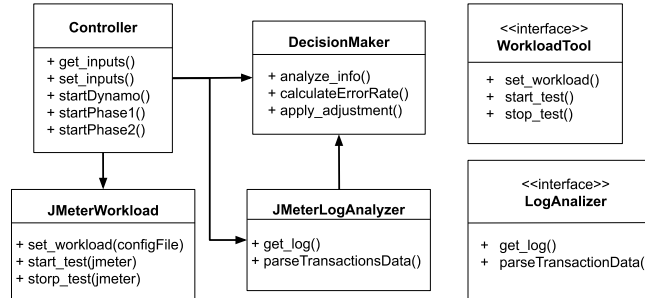 Controller
+ get_inputs()
+ set_inputs()
+ startDynamo()
+ startPhase1()
+ startPhase2()
DecisionMaker
+ analyze_info()
+ calculateErrorRate()
+ apply_adjustment()
<<interface>>
WorkloadTool
+ set_workload()
+ start_test()
+ stop_test()
JMeterWorkload
+ set_workload(configFile)
+ start_test(jmeter)
+ storp_test(jmeter)
JMeterLogAnalyzer
+ get_log()
+ parseTransactionsData()
<<interface>>
LogAnalizer
+ get_log()
+ parseTransactionData(